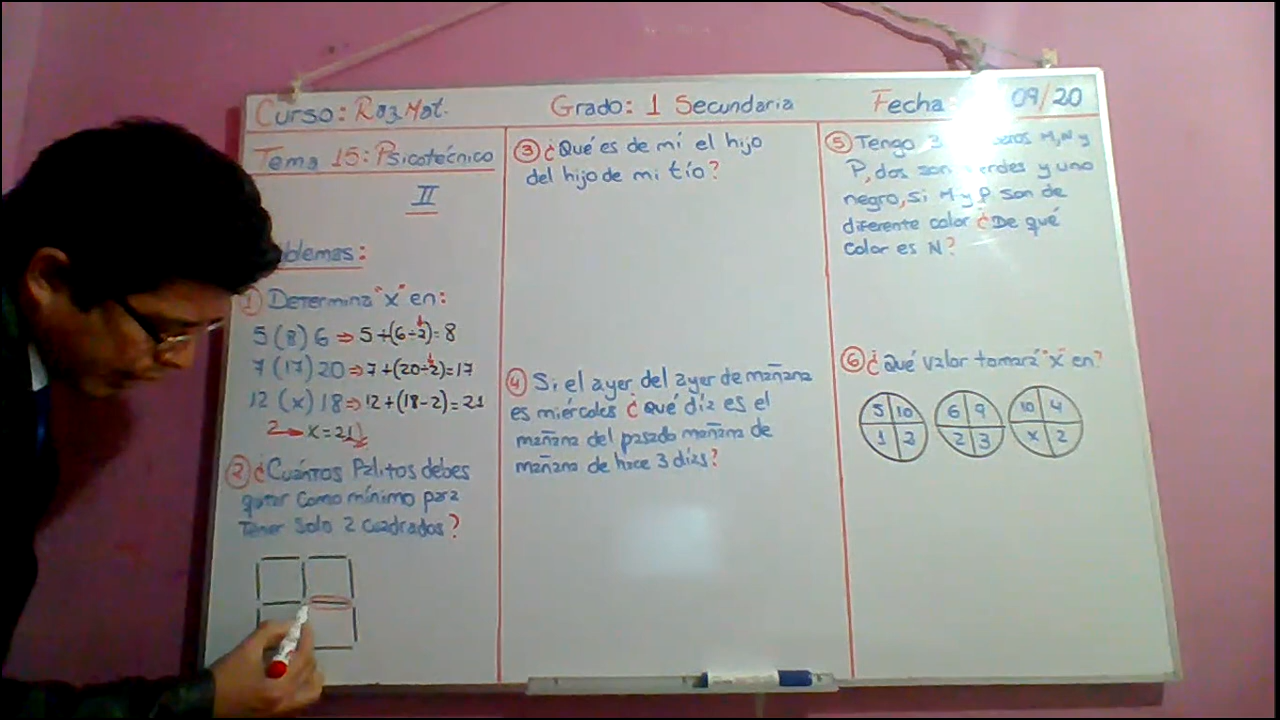 Curso: Raz. Mat.
Grado: 1 Secundaria
Fecha: 09/20
Tema 15: Psicotécnico
II
blemas:
1 Determina "x" en:
5 (8) 6 ⇒ 5+(6÷2)=8
7 (17) 20 ⇒ 7+(20÷2)=17
12 (x) 18 ⇒ 12+(18-2)=21
2 → x=21
2 ¿Cuántos Palitos debes
quitar como mínimo para
Tener solo 2 cuadrados?
3 ¿Qué es de mí el hijo
del hijo de mi tío?
4 Si el ayer del ayer de mañana
es miércoles ¿qué día es el
mañana del pasado mañana de
mañana de hace 3 días?
5 Tengo 3 M, N y
P, dos son verdes y uno
negro, si M y P son de
diferente color ¿De qué
color es N?
6 ¿Qué valor tomará "x" en?
5 10 6 9 10 4
1 2 2 3 x 2